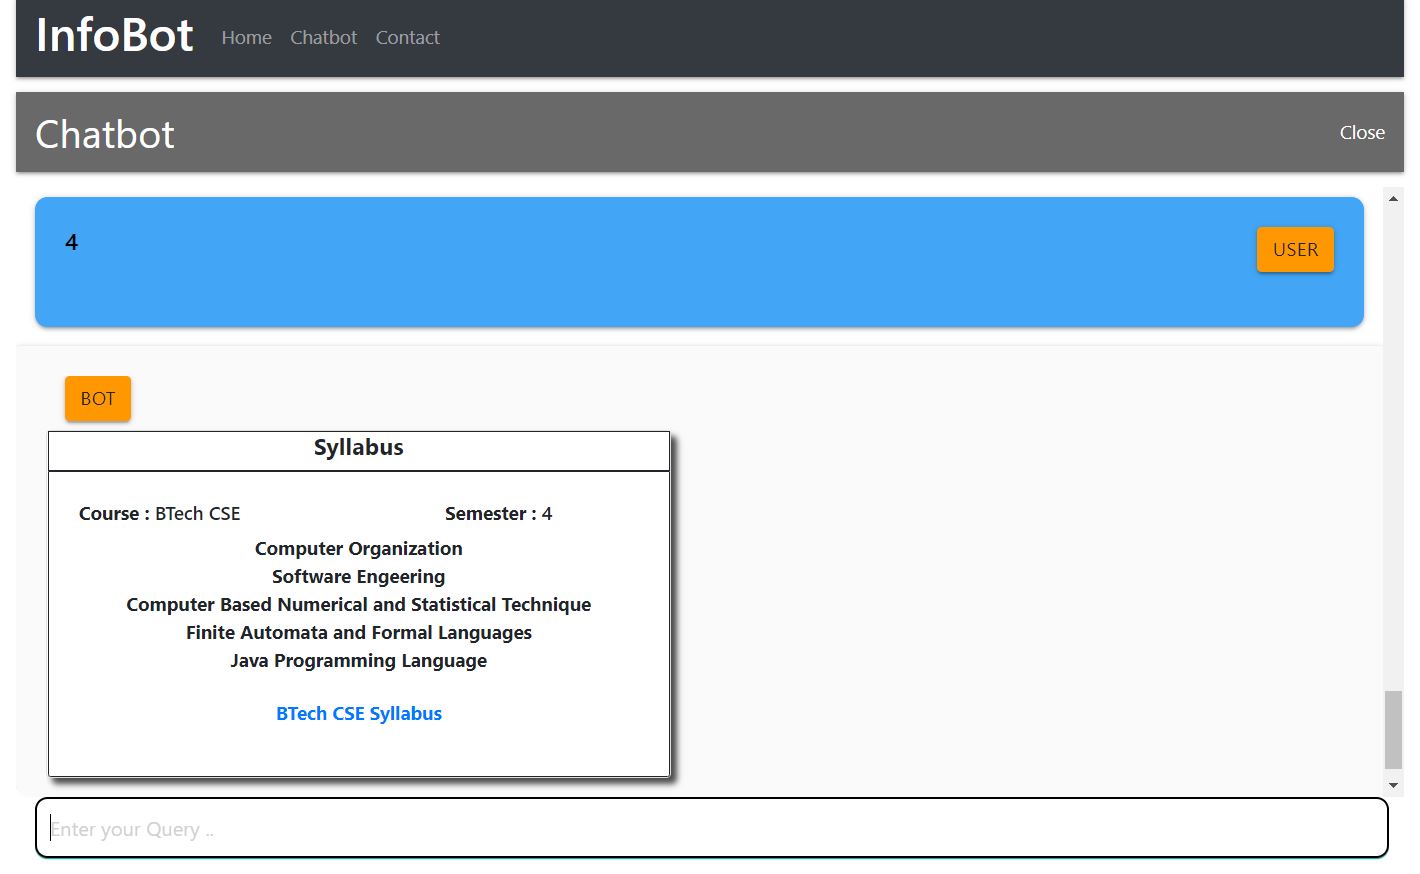 InfoBot Home Chatbot Contact
Chatbot Close
4 USER
BOT
Syllabus
Course : BTech CSE Semester : 4
Computer Organization
Software Engeering
Computer Based Numerical and Statistical Technique
Finite Automata and Formal Languages
Java Programming Language
BTech CSE Syllabus
Enter your Query ..